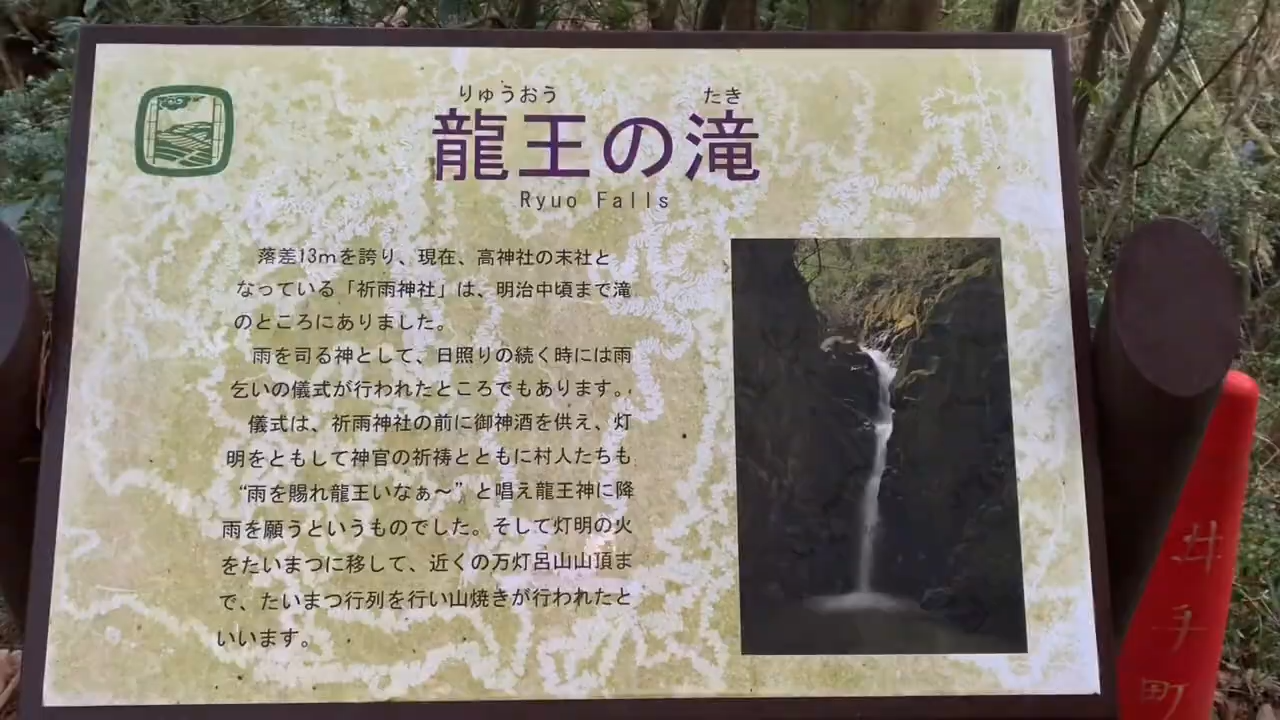 りゅうおう たき
龍王の滝
Ryuo Falls
落差13mを誇り、現在、高神社の末社と
なっている「祈雨神社」は、明治中頃まで滝
のところにありました。
雨を司る神として、日照りの続く時には雨
乞いの儀式が行われたところでもあります。
儀式は、祈雨神社の前に御神酒を供え、灯
明をともして神官の祈祷とともに村人たちも
“雨を賜れ龍王いなぁ～”と唱え龍王神に降
雨を願うというものでした。そして灯明の火
をたいまつに移して、近くの万灯呂山山頂ま
で、たいまつ行列を行い山焼きが行われたと
いいます。
井手町